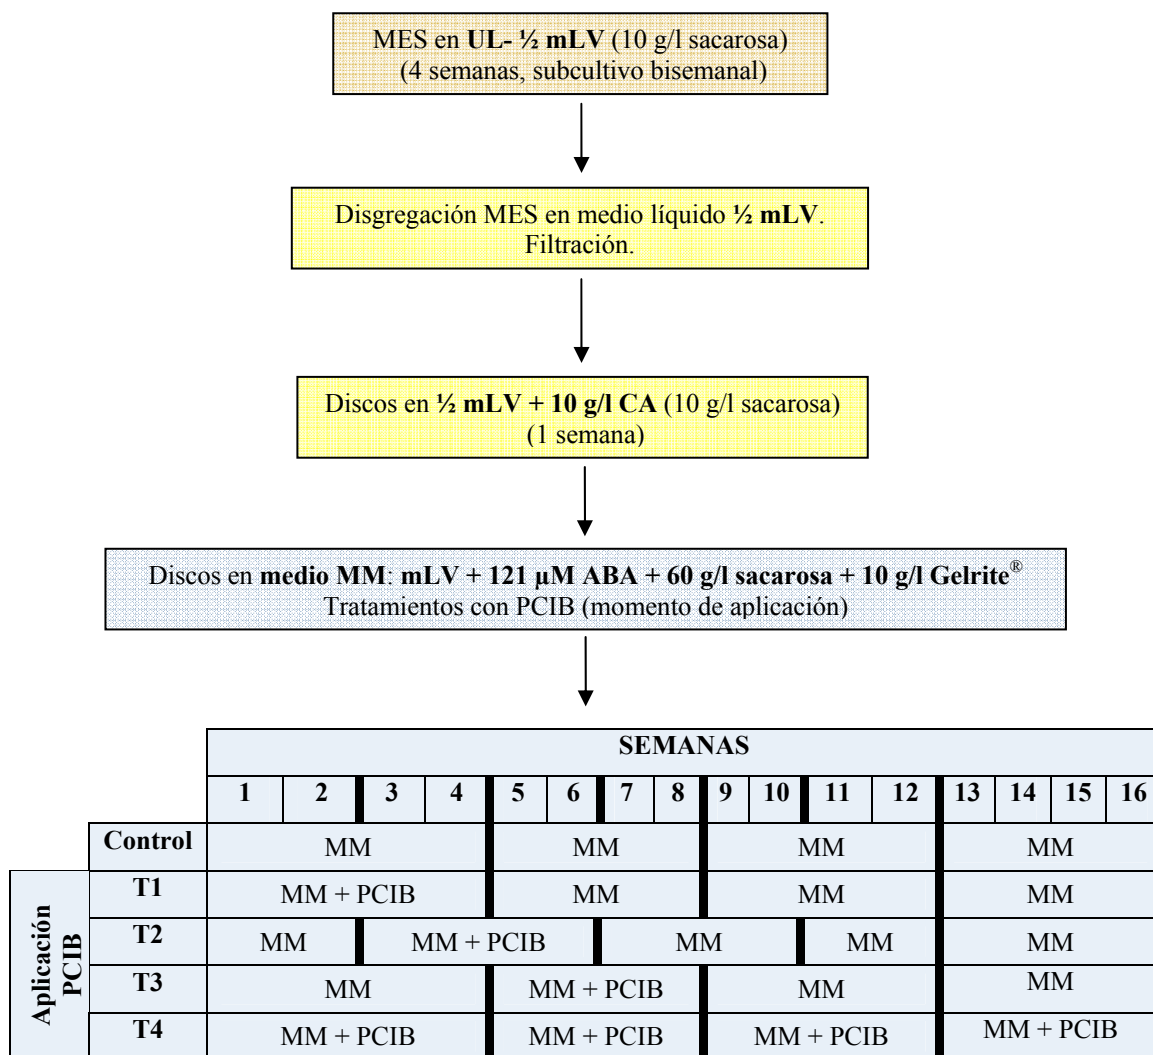 MES en UL- ½ mLV (10 g/l sacarosa)
(4 semanas, subcultivo bisemanal)
Disgregación MES en medio líquido ½ mLV.
Filtración.
Discos en ½ mLV + 10 g/l CA (10 g/l sacarosa)
(1 semana)
Discos en medio MM: mLV + 121 µM ABA + 60 g/l sacarosa + 10 g/l Gelrite®
Tratamientos con PCIB (momento de aplicación)
SEMANAS
1 2 3 4 5 6 7 8 9 10 11 12 13 14 15 16
Control MM MM MM MM
Aplicación
PCIB
T1 MM + PCIB MM MM MM
T2 MM MM + PCIB MM MM MM
T3 MM MM + PCIB MM MM
T4 MM + PCIB MM + PCIB MM + PCIB MM + PCIB